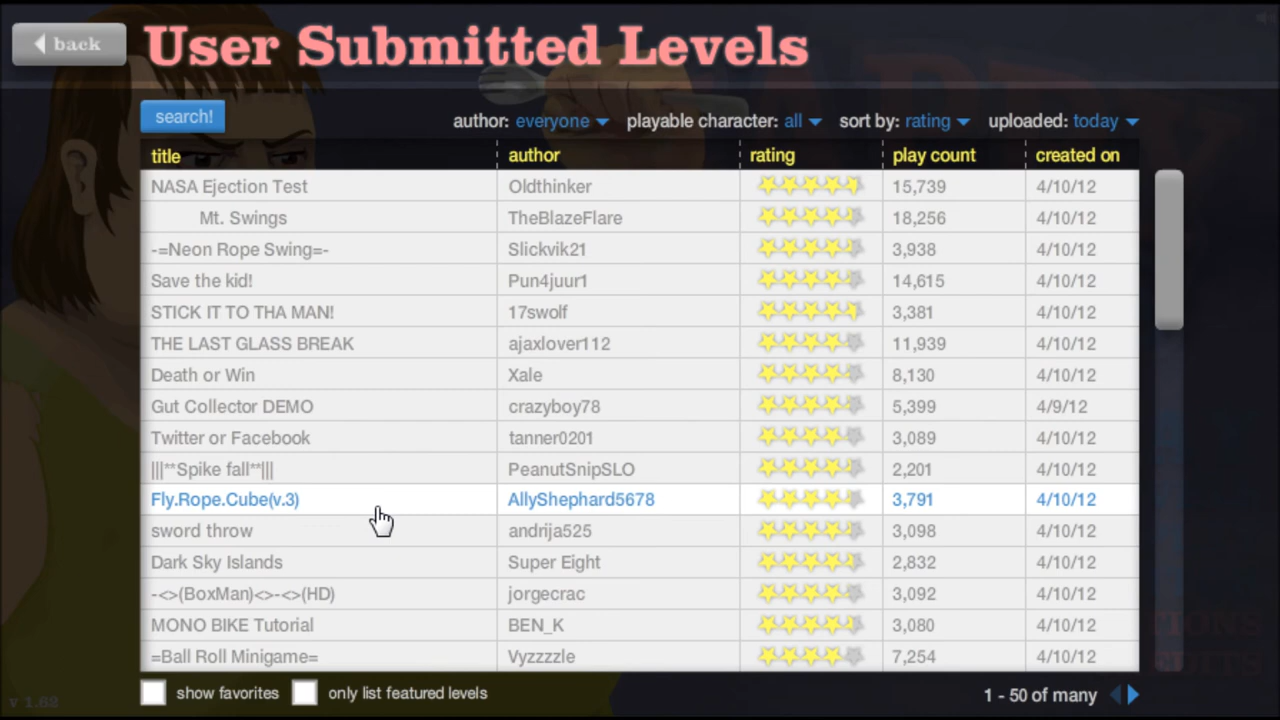 back
User Submitted Levels
search!
author: everyone playable character: all sort by: rating uploaded: today
title author rating play count created on
NASA Ejection Test Oldthinker 15,739 4/10/12
Mt. Swings TheBlazeFlare 18,256 4/10/12
-=Neon Rope Swing=- Slickvik21 3,938 4/10/12
Save the kid! Pun4juur1 14,615 4/10/12
STICK IT TO THA MAN! 17swolf 3,381 4/10/12
THE LAST GLASS BREAK ajaxlover112 11,939 4/10/12
Death or Win Xale 8,130 4/10/12
Gut Collector DEMO crazyboy78 5,399 4/9/12
Twitter or Facebook tanner0201 3,089 4/10/12
|||**Spike fall**||| PeanutSnipSLO 2,201 4/10/12
Fly.Rope.Cube(v.3) AllyShephard5678 3,791 4/10/12
sword throw andrija525 3,098 4/10/12
Dark Sky Islands Super Eight 2,832 4/10/12
-<>(BoxMan)<>-<>(HD) jorgecrac 3,092 4/10/12
MONO BIKE Tutorial BEN_K 3,080 4/10/12
=Ball Roll Minigame= Vyzzzzle 7,254 4/10/12
show favorites only list featured levels 1 - 50 of many
v 1.62